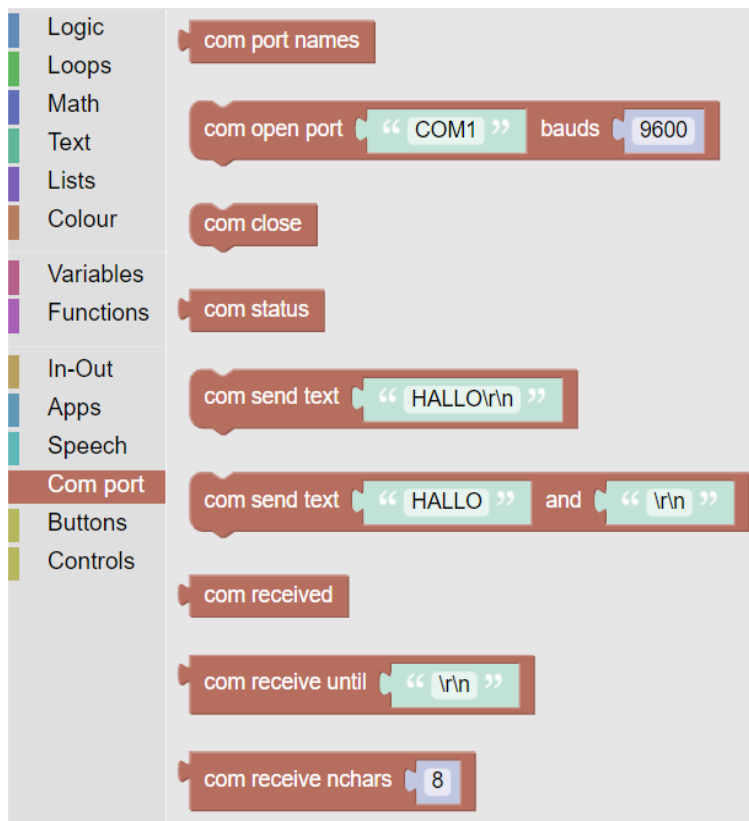 Logic
Loops
Math
Text
Lists
Colour
Variables
Functions
In-Out
Apps
Speech
Com port
Buttons
Controls
com port names
com open port “ COM1 ” bauds 9600
com close
com status
com send text “ HALLO\r\n ”
com send text “ HALLO ” and “ \r\n ”
com received
com receive until “ \r\n ”
com receive nchars 8